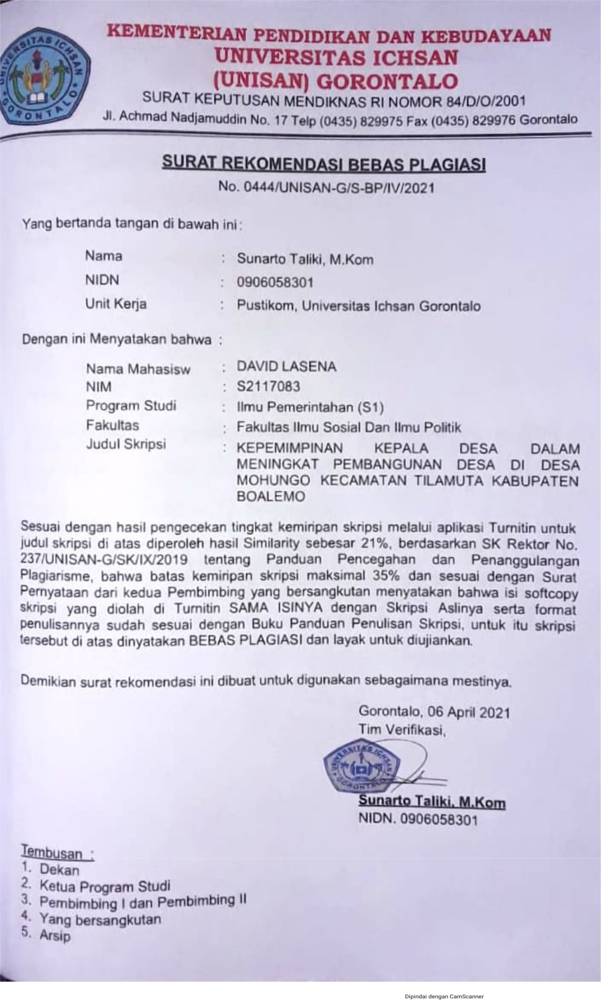 KEMENTERIAN PENDIDIKAN DAN KEBUDAYAAN
UNIVERSITAS ICHSAN
(UNISAN) GORONTALO
SURAT KEPUTUSAN MENDIKNAS RI NOMOR 84/D/O/2001
Jl. Achmad Nadjamuddin No. 17 Telp (0435) 829975 Fax (0435) 829976 Gorontalo
UNIVERSITAS ICHSAN
GORONTALO
SURAT REKOMENDASI BEBAS PLAGIASI
No. 0444/UNISAN-G/S-BP/IV/2021
Yang bertanda tangan di bawah ini :
Nama : Sunarto Taliki, M.Kom
NIDN : 0906058301
Unit Kerja : Pustikom, Universitas Ichsan Gorontalo
Dengan ini Menyatakan bahwa :
Nama Mahasisw : DAVID LASENA
NIM : S2117083
Program Studi : Ilmu Pemerintahan (S1)
Fakultas : Fakultas Ilmu Sosial Dan Ilmu Politik
Judul Skripsi : KEPEMIMPINAN KEPALA DESA DALAM
MENINGKAT PEMBANGUNAN DESA DI DESA
MOHUNGO KECAMATAN TILAMUTA KABUPATEN
BOALEMO
Sesuai dengan hasil pengecekan tingkat kemiripan skripsi melalui aplikasi Turnitin untuk
judul skripsi di atas diperoleh hasil Similarity sebesar 21%, berdasarkan SK Rektor No.
237/UNISAN-G/SK/IX/2019 tentang Panduan Pencegahan dan Penanggulangan
Plagiarisme, bahwa batas kemiripan skripsi maksimal 35% dan sesuai dengan Surat
Pernyataan dari kedua Pembimbing yang bersangkutan menyatakan bahwa isi softcopy
skripsi yang diolah di Turnitin SAMA ISINYA dengan Skripsi Aslinya serta format
penulisannya sudah sesuai dengan Buku Panduan Penulisan Skripsi, untuk itu skripsi
tersebut di atas dinyatakan BEBAS PLAGIASI dan layak untuk diujiankan.
Demikian surat rekomendasi ini dibuat untuk digunakan sebagaimana mestinya.
Gorontalo, 06 April 2021
Tim Verifikasi,
UNIVERSITAS ICHSAN
GORONTALO
Sunarto Taliki, M.Kom
NIDN. 0906058301
Tembusan :
1. Dekan
2. Ketua Program Studi
3. Pembimbing I dan Pembimbing II
4. Yang bersangkutan
5. Arsip
Dipindai dengan CamScanner